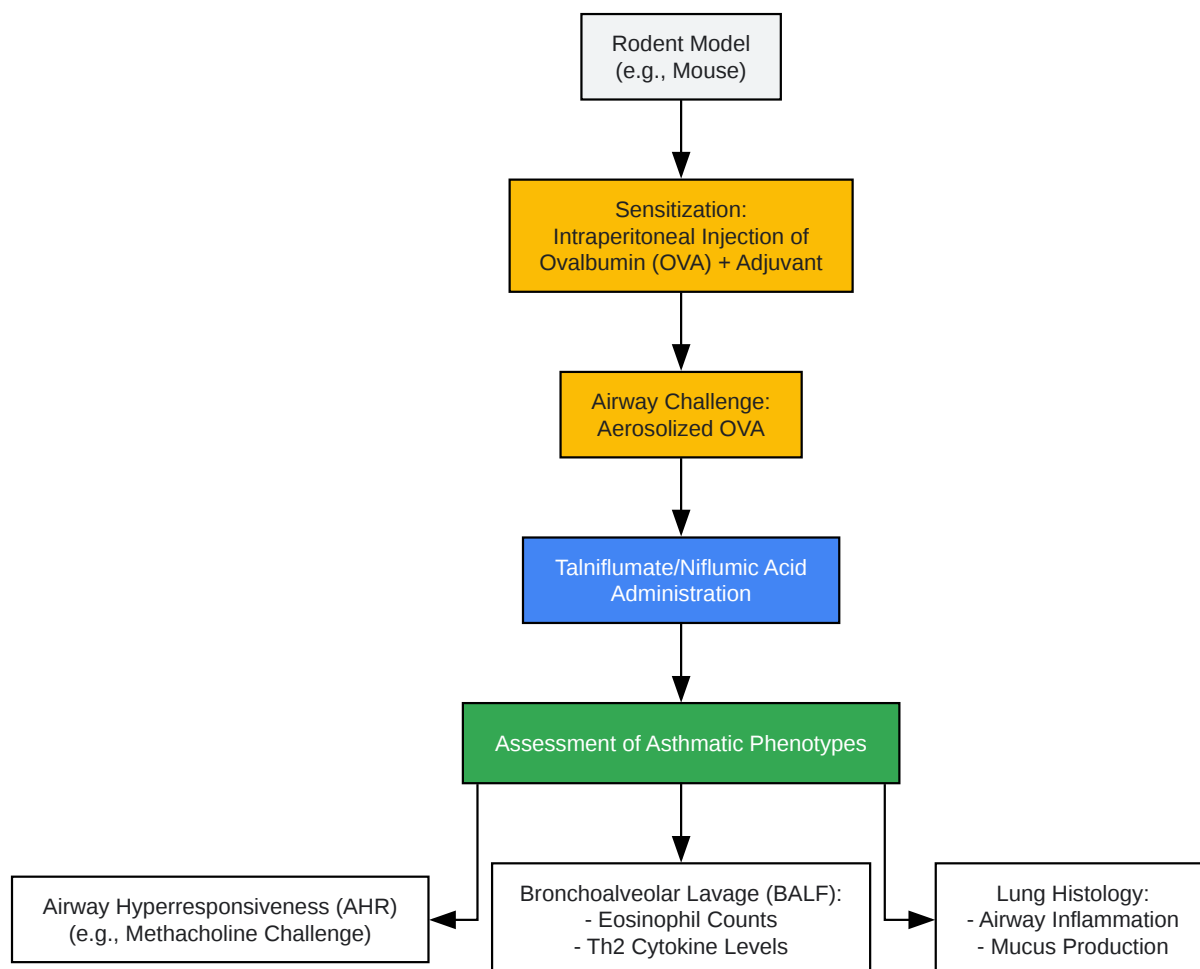 Rodent Model
(e.g., Mouse)
Sensitization:
Intraperitoneal Injection of
Ovalbumin (OVA) + Adjuvant
Airway Challenge:
Aerosolized OVA
Talniflumate/Niflumic Acid
Administration
Assessment of Asthmatic Phenotypes
Airway Hyperresponsiveness (AHR)
(e.g., Methacholine Challenge)
Bronchoalveolar Lavage (BALF):
- Eosinophil Counts
- Th2 Cytokine Levels
Lung Histology:
- Airway Inflammation
- Mucus Production